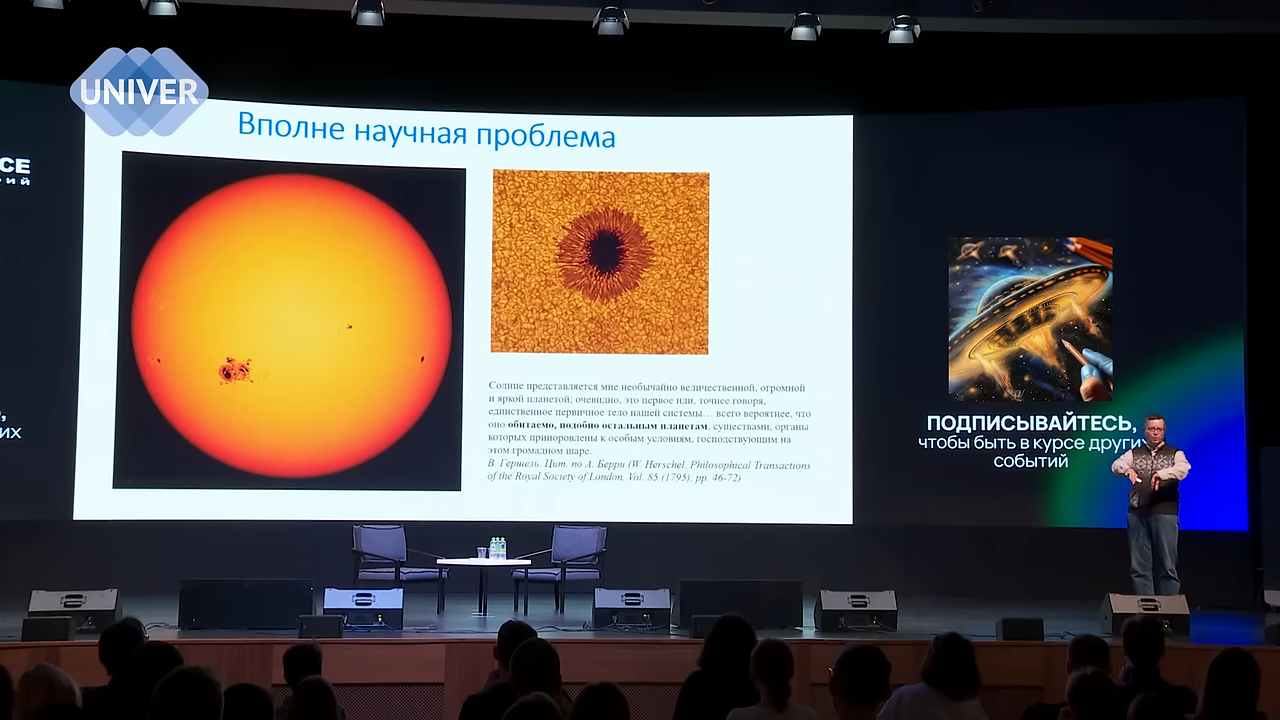 UNIVER
Вполне научная проблема
CE
ий
,
их
Солнце представляется мне необычайно величественной, огромной
и яркой планетой; очевидно, это первое или, точнее говоря,
единственное первичное тело нашей системы… всего вероятнее, что
оно обитаемо, подобно остальным планетам, существами, органы
которых приноровлены к особым условиям, господствующим на
этом громадном шаре.
В. Гершель. Цит. по А. Берри (W. Herschel, Philosophical Transactions
of the Royal Society of London, Vol. 85 (1795), pp. 46-72)
ПОДПИСЫВАЙТЕСЬ,
чтобы быть в курсе других
событий